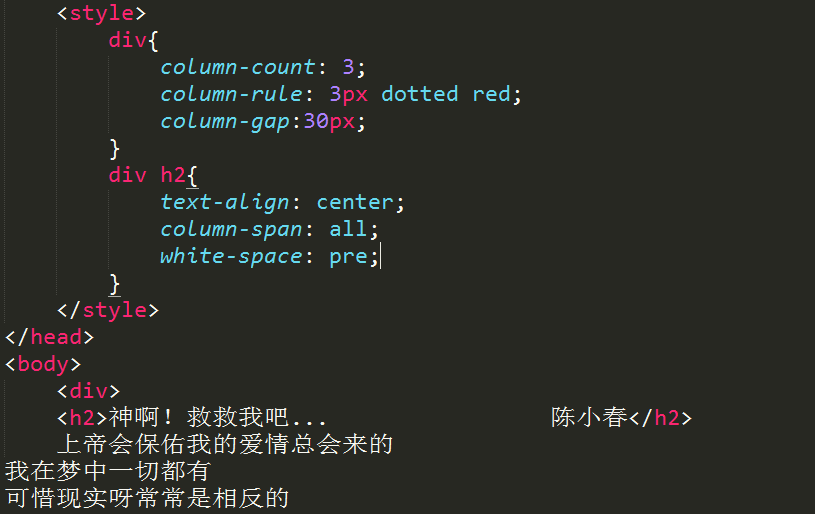 <style>
div{
column-count: 3;
column-rule: 3px dotted red;
column-gap:30px;
}
div h2{
text-align: center;
column-span: all;
white-space: pre;
}
</style>
</head>
<body>
<div>
<h2>神啊！救救我吧...                 陈小春</h2>
上帝会保佑我的爱情总会来的
我在梦中一切都有
可惜现实呀常常是相反的